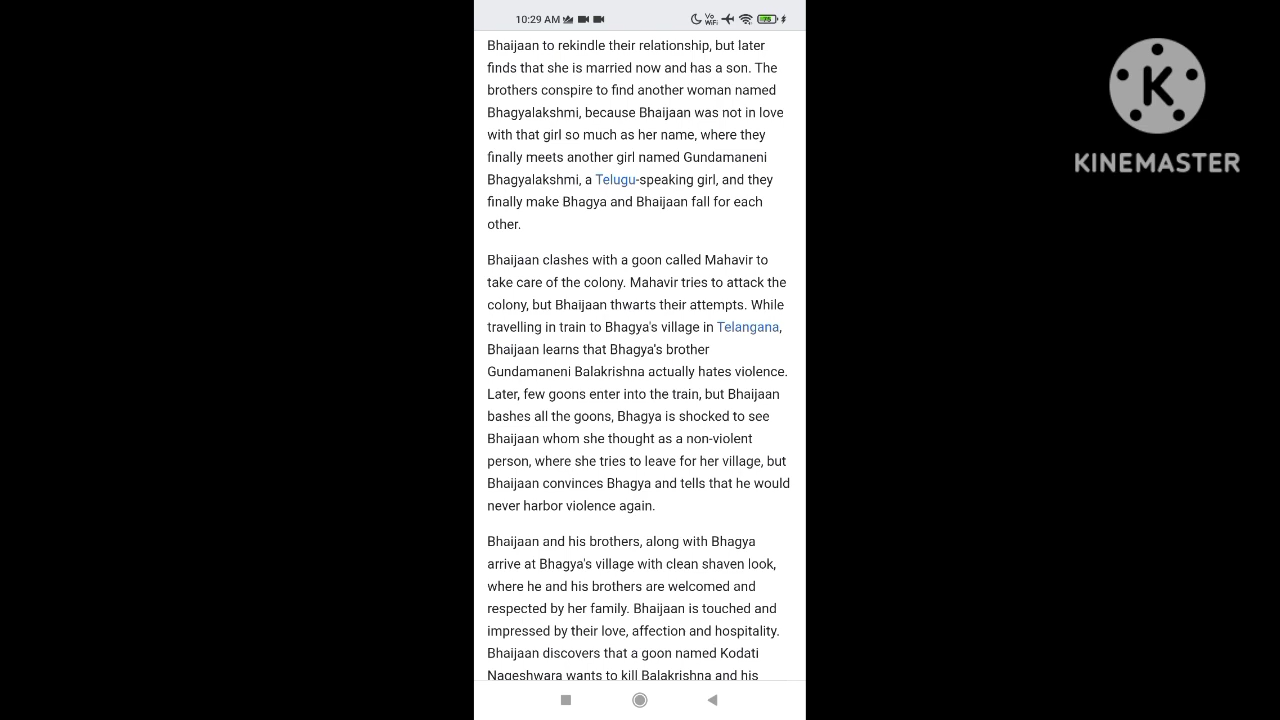 10:29 AM
Vo
WiFi
75
K
KINEMASTER
Bhaijaan to rekindle their relationship, but later
finds that she is married now and has a son. The
brothers conspire to find another woman named
Bhagyalakshmi, because Bhaijaan was not in love
with that girl so much as her name, where they
finally meets another girl named Gundamaneni
Bhagyalakshmi, a Telugu-speaking girl, and they
finally make Bhagya and Bhaijaan fall for each
other.
Bhaijaan clashes with a goon called Mahavir to
take care of the colony. Mahavir tries to attack the
colony, but Bhaijaan thwarts their attempts. While
travelling in train to Bhagya's village in Telangana,
Bhaijaan learns that Bhagya's brother
Gundamaneni Balakrishna actually hates violence.
Later, few goons enter into the train, but Bhaijaan
bashes all the goons, Bhagya is shocked to see
Bhaijaan whom she thought as a non-violent
person, where she tries to leave for her village, but
Bhaijaan convinces Bhagya and tells that he would
never harbor violence again.
Bhaijaan and his brothers, along with Bhagya
arrive at Bhagya's village with clean shaven look,
where he and his brothers are welcomed and
respected by her family. Bhaijaan is touched and
impressed by their love, affection and hospitality.
Bhaijaan discovers that a goon named Kodati
Nageshwara wants to kill Balakrishna and his